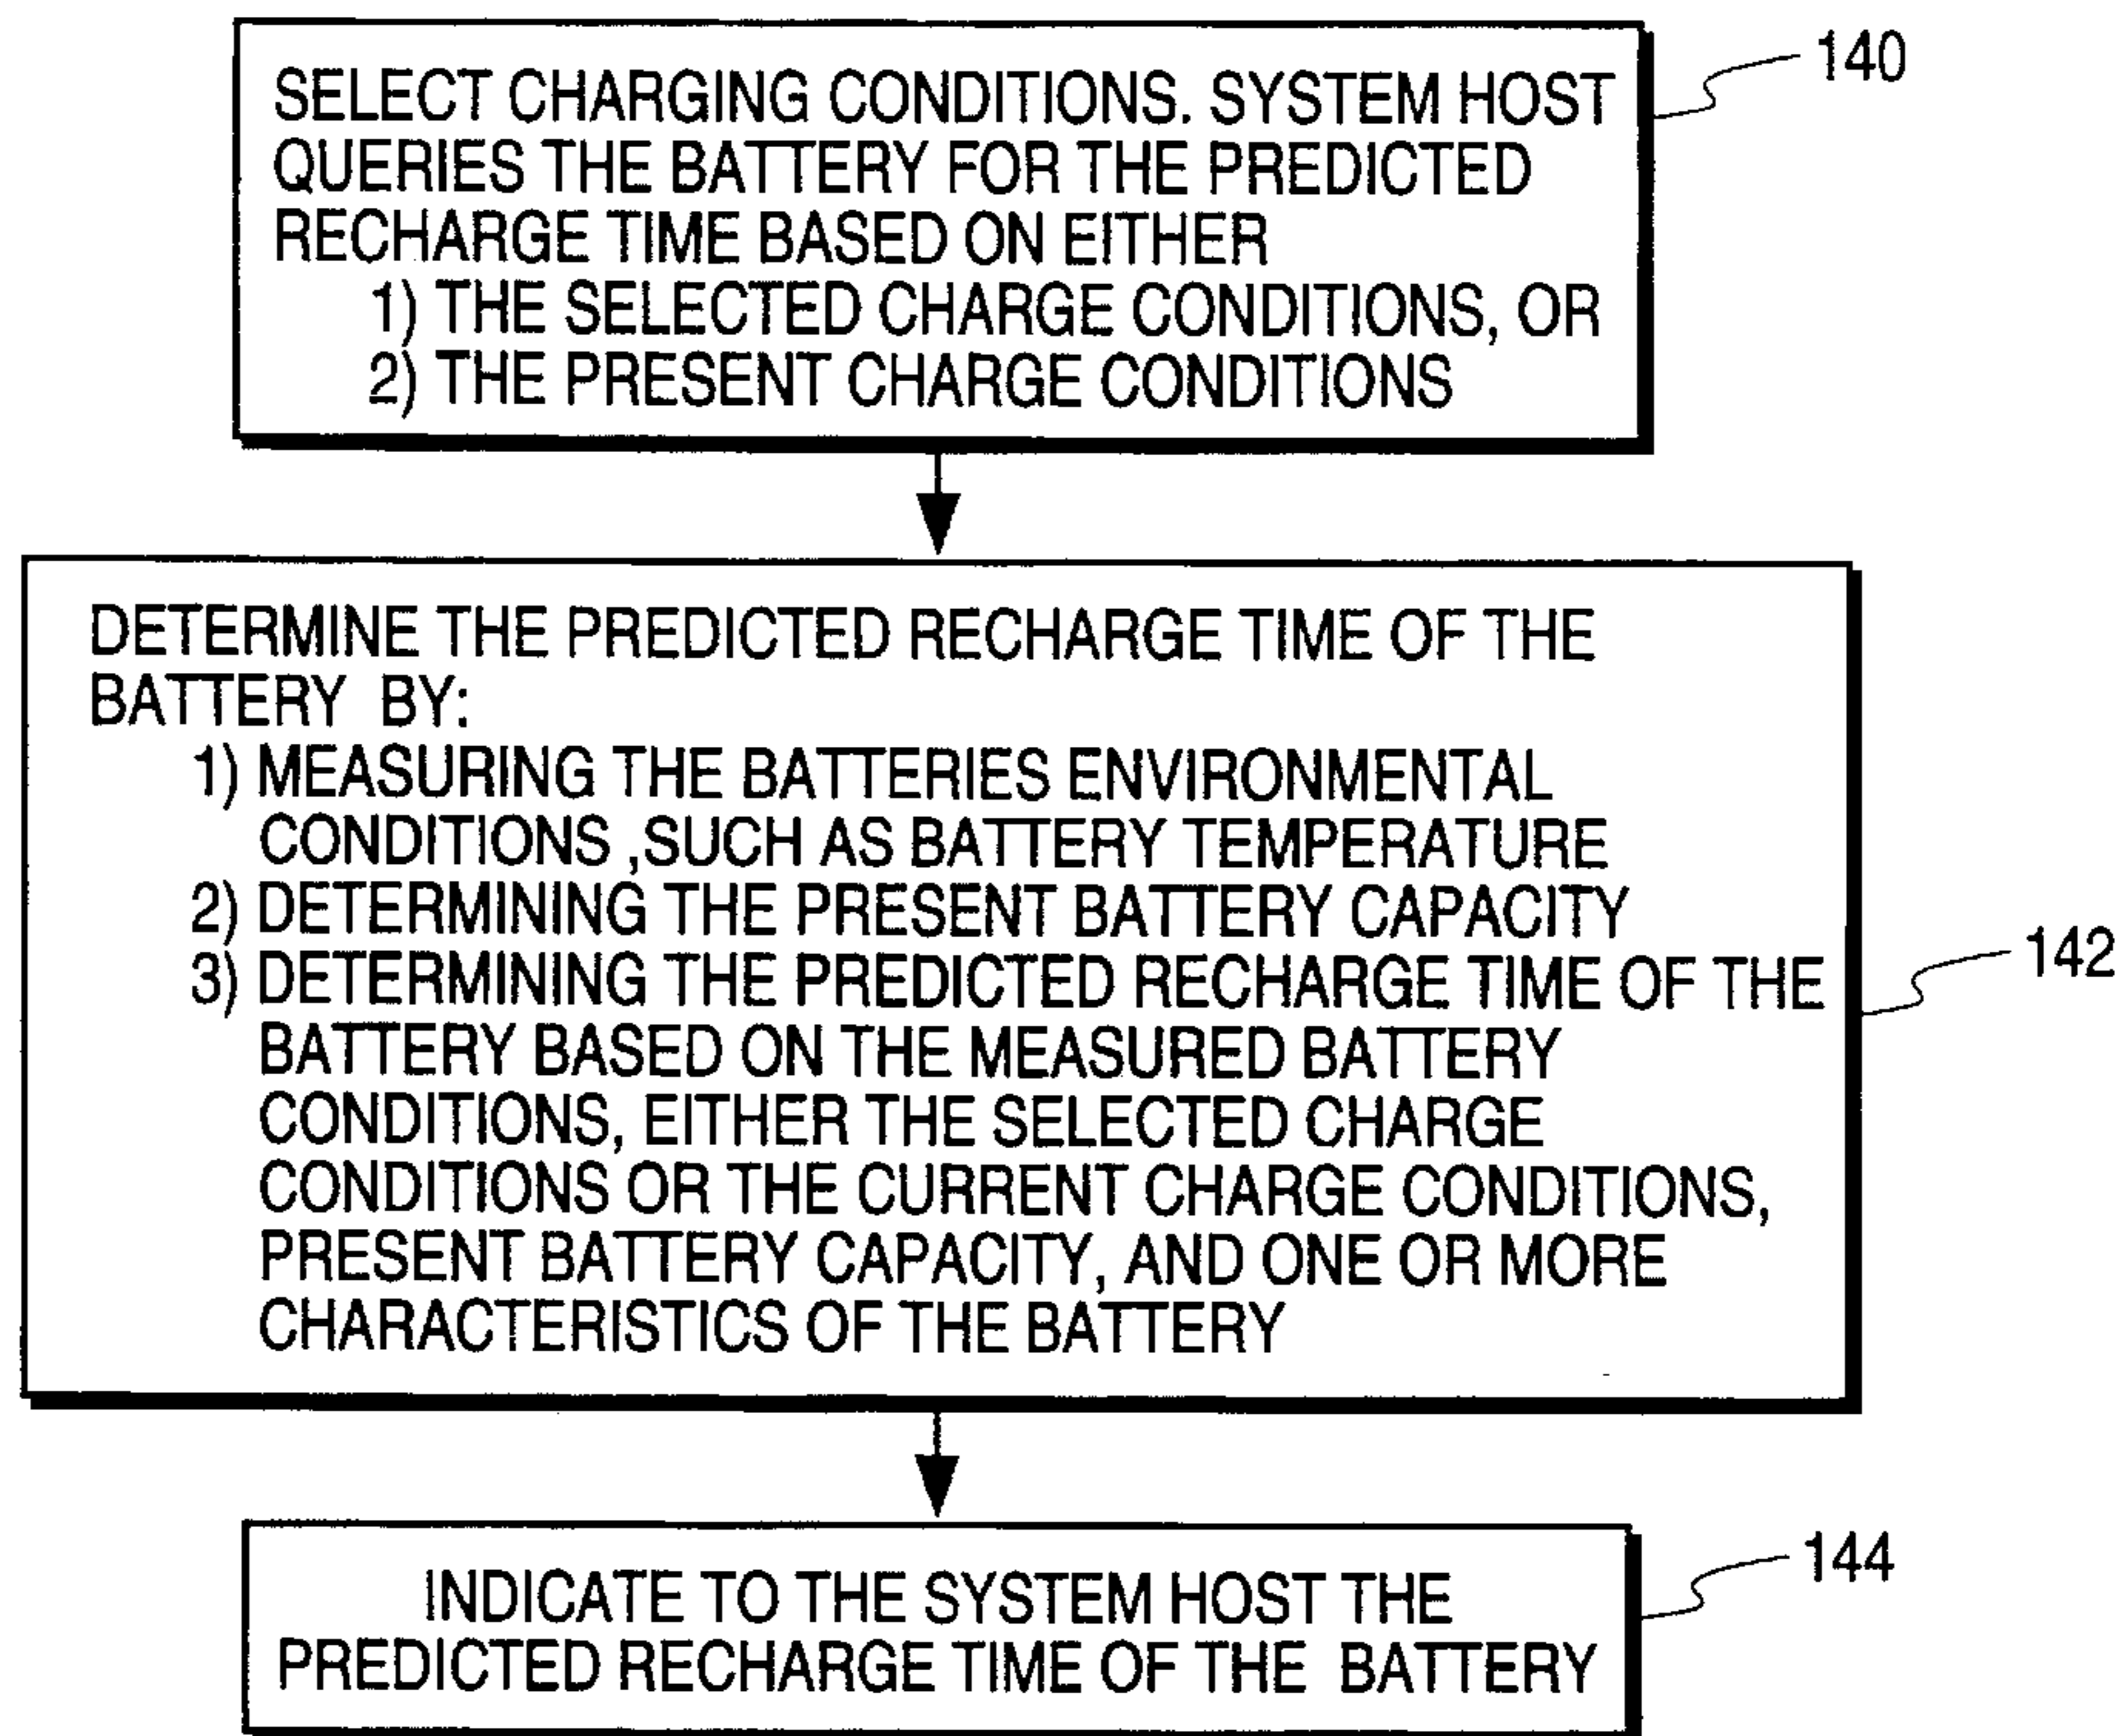 SELECT CHARGING CONDITIONS. SYSTEM HOST
QUERIES THE BATTERY FOR THE PREDICTED
RECHARGE TIME BASED ON EITHER
1) THE SELECTED CHARGE CONDITIONS, OR
2) THE PRESENT CHARGE CONDITIONS
140
DETERMINE THE PREDICTED RECHARGE TIME OF THE
BATTERY BY:
1) MEASURING THE BATTERIES ENVIRONMENTAL
CONDITIONS ,SUCH AS BATTERY TEMPERATURE
2) DETERMINING THE PRESENT BATTERY CAPACITY
3) DETERMINING THE PREDICTED RECHARGE TIME OF THE
BATTERY BASED ON THE MEASURED BATTERY
CONDITIONS, EITHER THE SELECTED CHARGE
CONDITIONS OR THE CURRENT CHARGE CONDITIONS,
PRESENT BATTERY CAPACITY, AND ONE OR MORE
CHARACTERISTICS OF THE BATTERY
142
INDICATE TO THE SYSTEM HOST THE
PREDICTED RECHARGE TIME OF THE BATTERY
144